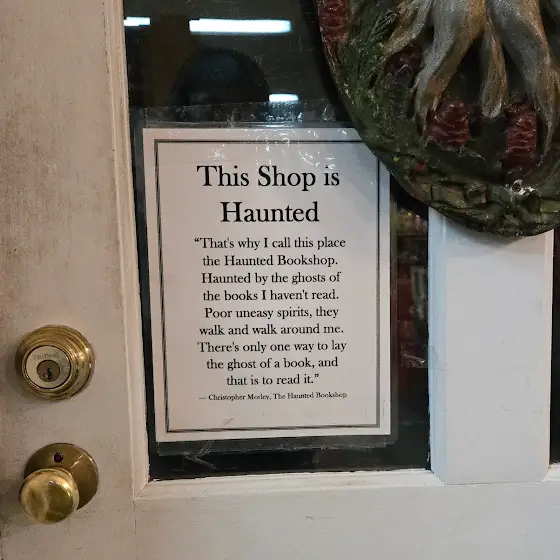 This Shop is
Haunted
“That's why I call this place
the Haunted Bookshop.
Haunted by the ghosts of
the books I haven't read.
Poor uneasy spirits, they
walk and walk around me.
There's only one way to lay
the ghost of a book, and
that is to read it.”
— Christopher Morley, The Haunted Bookshop